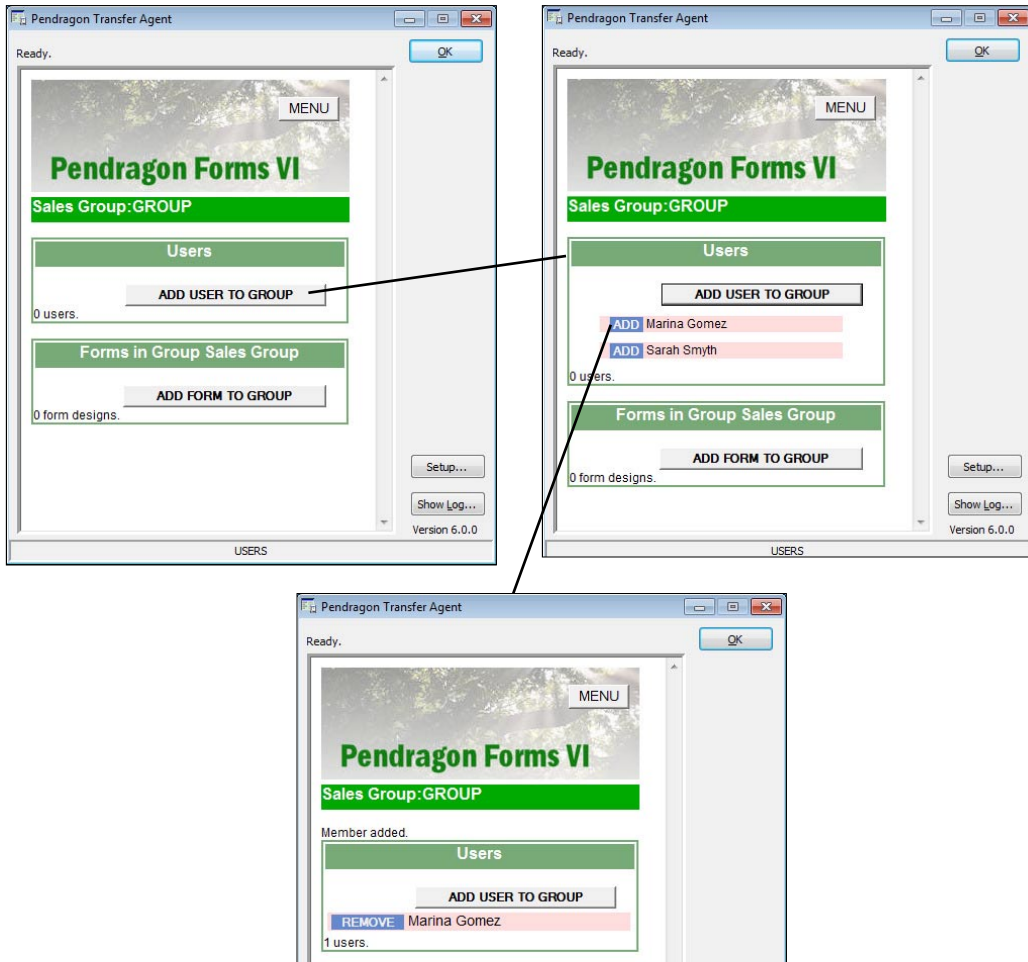 Pendragon Transfer Agent
Ready.
OK
MENU
Pendragon Forms VI
Sales Group:GROUP
Users
ADD USER TO GROUP
0 users.
Forms in Group Sales Group
ADD FORM TO GROUP
0 form designs.
Setup...
Show Log...
Version 6.0.0
USERS
Pendragon Transfer Agent
Ready.
OK
MENU
Pendragon Forms VI
Sales Group:GROUP
Users
ADD USER TO GROUP
ADD Marina Gomez
ADD Sarah Smyth
0 users.
Forms in Group Sales Group
ADD FORM TO GROUP
0 form designs.
Setup...
Show Log...
Version 6.0.0
USERS
Pendragon Transfer Agent
Ready.
OK
MENU
Pendragon Forms VI
Sales Group:GROUP
Member added.
Users
ADD USER TO GROUP
REMOVE Marina Gomez
1 users.